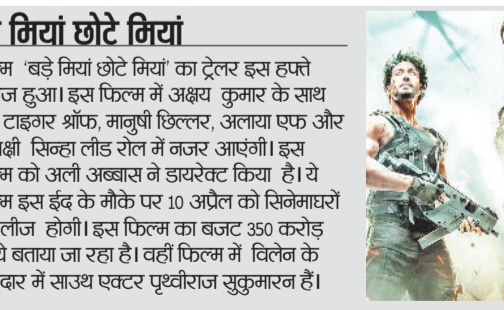 मियां छोटे मियां
म 'बड़े मियां छोटे मियां' का ट्रेलर इस हफ्ते
ज हुआ। इस फिल्म में अक्षय कुमार के साथ
टाइगर श्रॉफ, मानुषी छिल्लर, अलाया एफ और
क्षी सिन्हा लीड रोल में नजर आएंगी। इस
म को अली अब्बास ने डायरेक्ट किया है। ये
म इस ईद के मौके पर 10 अप्रैल को सिनेमाघरों
लीज होगी। इस फिल्म का बजट 350 करोड़
ये बताया जा रहा है। वहीं फिल्म में विलेन के
दार में साउथ एक्टर पृथ्वीराज सुकुमारन हैं।